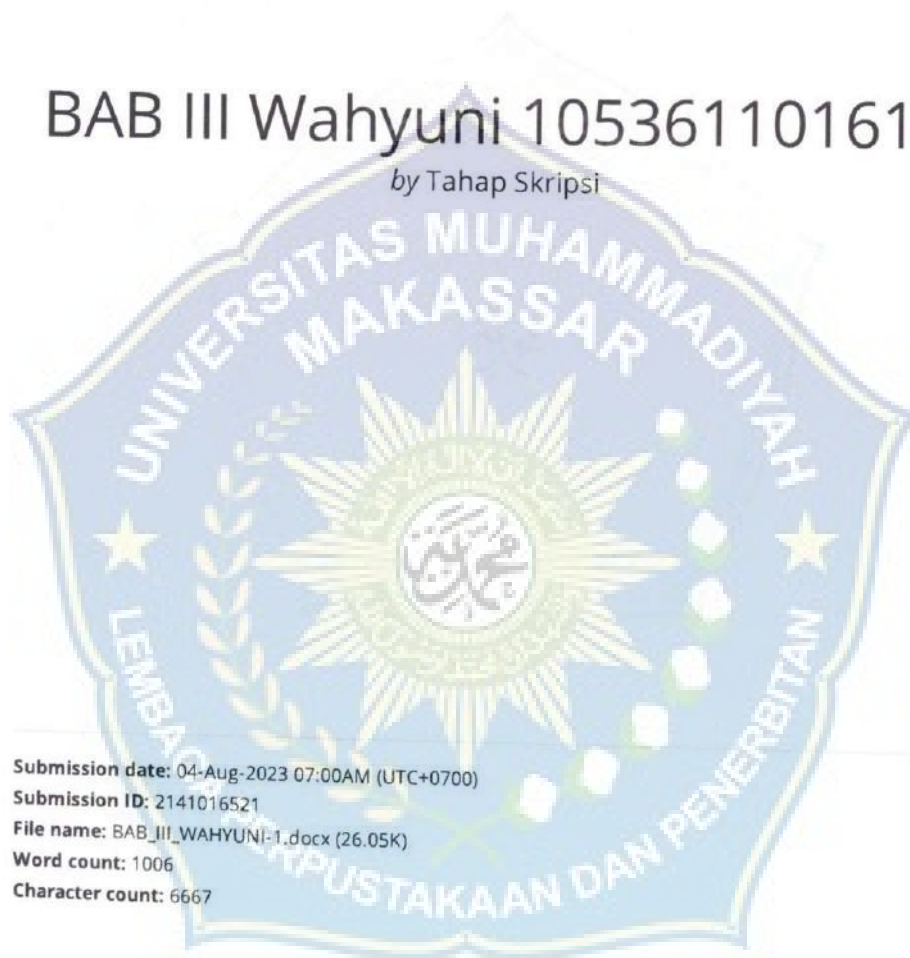 BAB III Wahyuni 10536110161
by Tahap Skripsi
UNIVERSITAS MUHAMMADIYAH
MAKASSAR
LEMBAGA PERPUSTAKAAN DAN PENERBITAN
Submission date: 04-Aug-2023 07:00AM (UTC+0700)
Submission ID: 2141016521
File name: BAB_III_WAHYUNI-1.docx (26.05K)
Word count: 1006
Character count: 6667